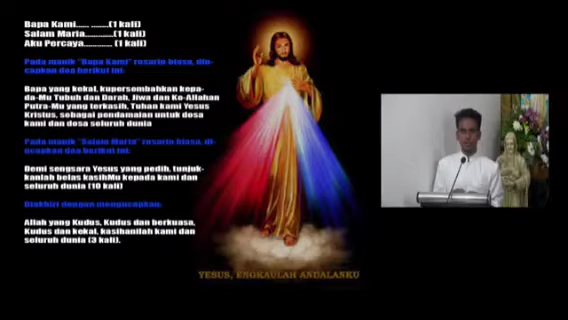 Bapa Kami...... .........(1 kali)
Salam Maria..............(1 kali)
Aku Percaya.............. (1 kali)
Pada manik "Bapa Kami" rosario biasa, diu-
capkan doa berikut ini:
Bapa yang kekal, kupersembahkan kepa-
da-Mu Tubuh dan Darah, Jiwa dan Ke-Allahan
Putra-Mu yang terkasih, Tuhan kami Yesus
Kristus, sebagai pendamaian untuk dosa
kami dan dosa seluruh dunia
Pada manik "Salam Maria" rosario biasa, di-
ucapkan doa berikut ini:
Demi sengsara Yesus yang pedih, tunjuk-
kanlah belas kasihMu kepada kami dan
seluruh dunia (10 kali)
Diakhiri dengan mengucapkan:
Allah yang Kudus, Kudus dan berkuasa,
Kudus dan kekal, kasihanilah kami dan
seluruh dunia (3 kali).
YESUS, ENGKAULAH ANDALANKU